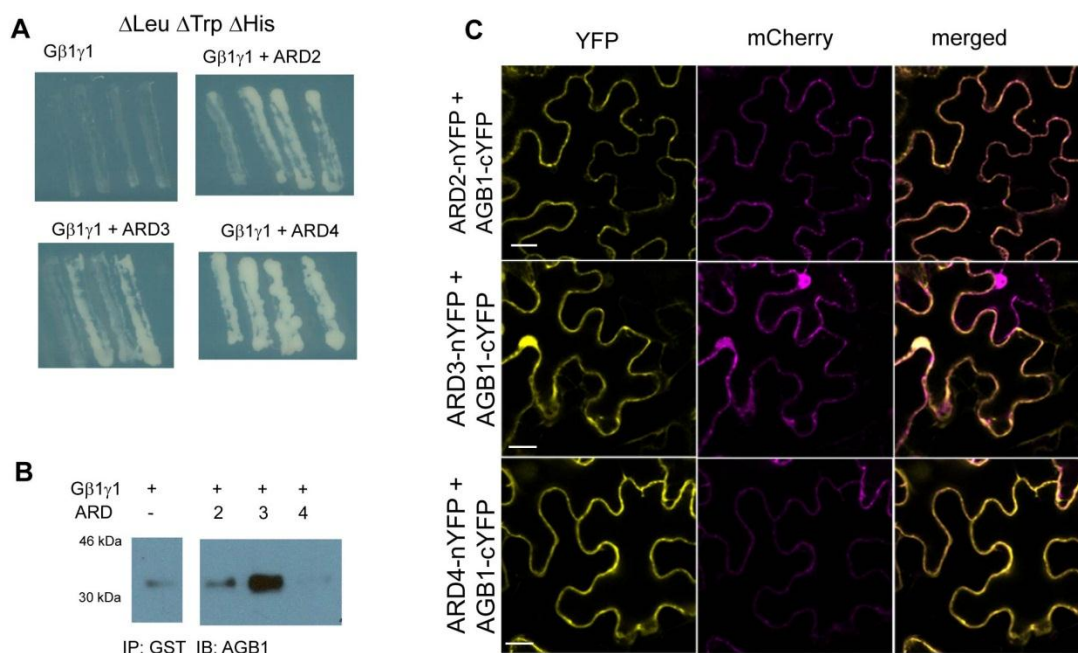 A
ΔLeu ΔTrp ΔHis
Gβ1γ1
Gβ1γ1 + ARD2
Gβ1γ1 + ARD3
Gβ1γ1 + ARD4
B
Gβ1γ1 + + + +
ARD - 2 3 4
46 kDa
30 kDa
IP: GST IB: AGB1
C
YFP mCherry merged
ARD2-nYFP +
AGB1-cYFP
ARD3-nYFP +
AGB1-cYFP
ARD4-nYFP +
AGB1-cYFP